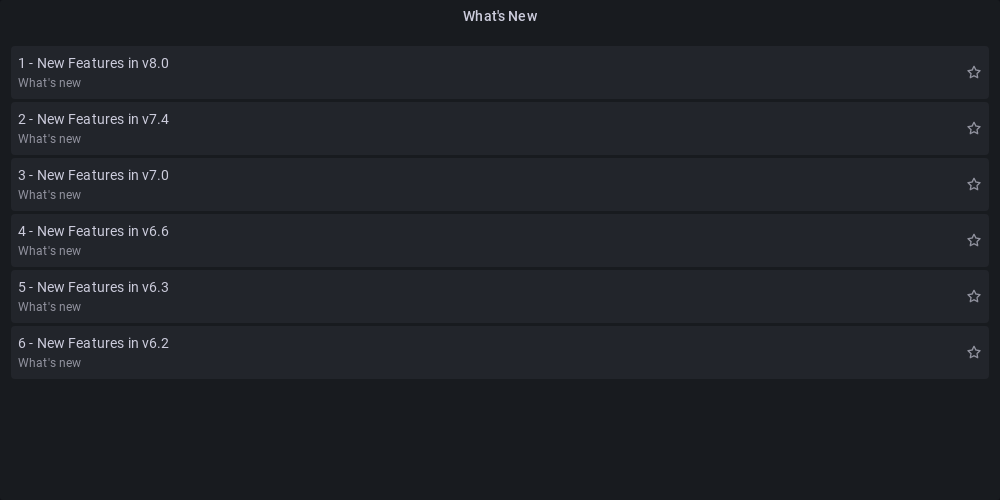 What's New
1 - New Features in v8.0
What's new
2 - New Features in v7.4
What's new
3 - New Features in v7.0
What's new
4 - New Features in v6.6
What's new
5 - New Features in v6.3
What's new
6 - New Features in v6.2
What's new